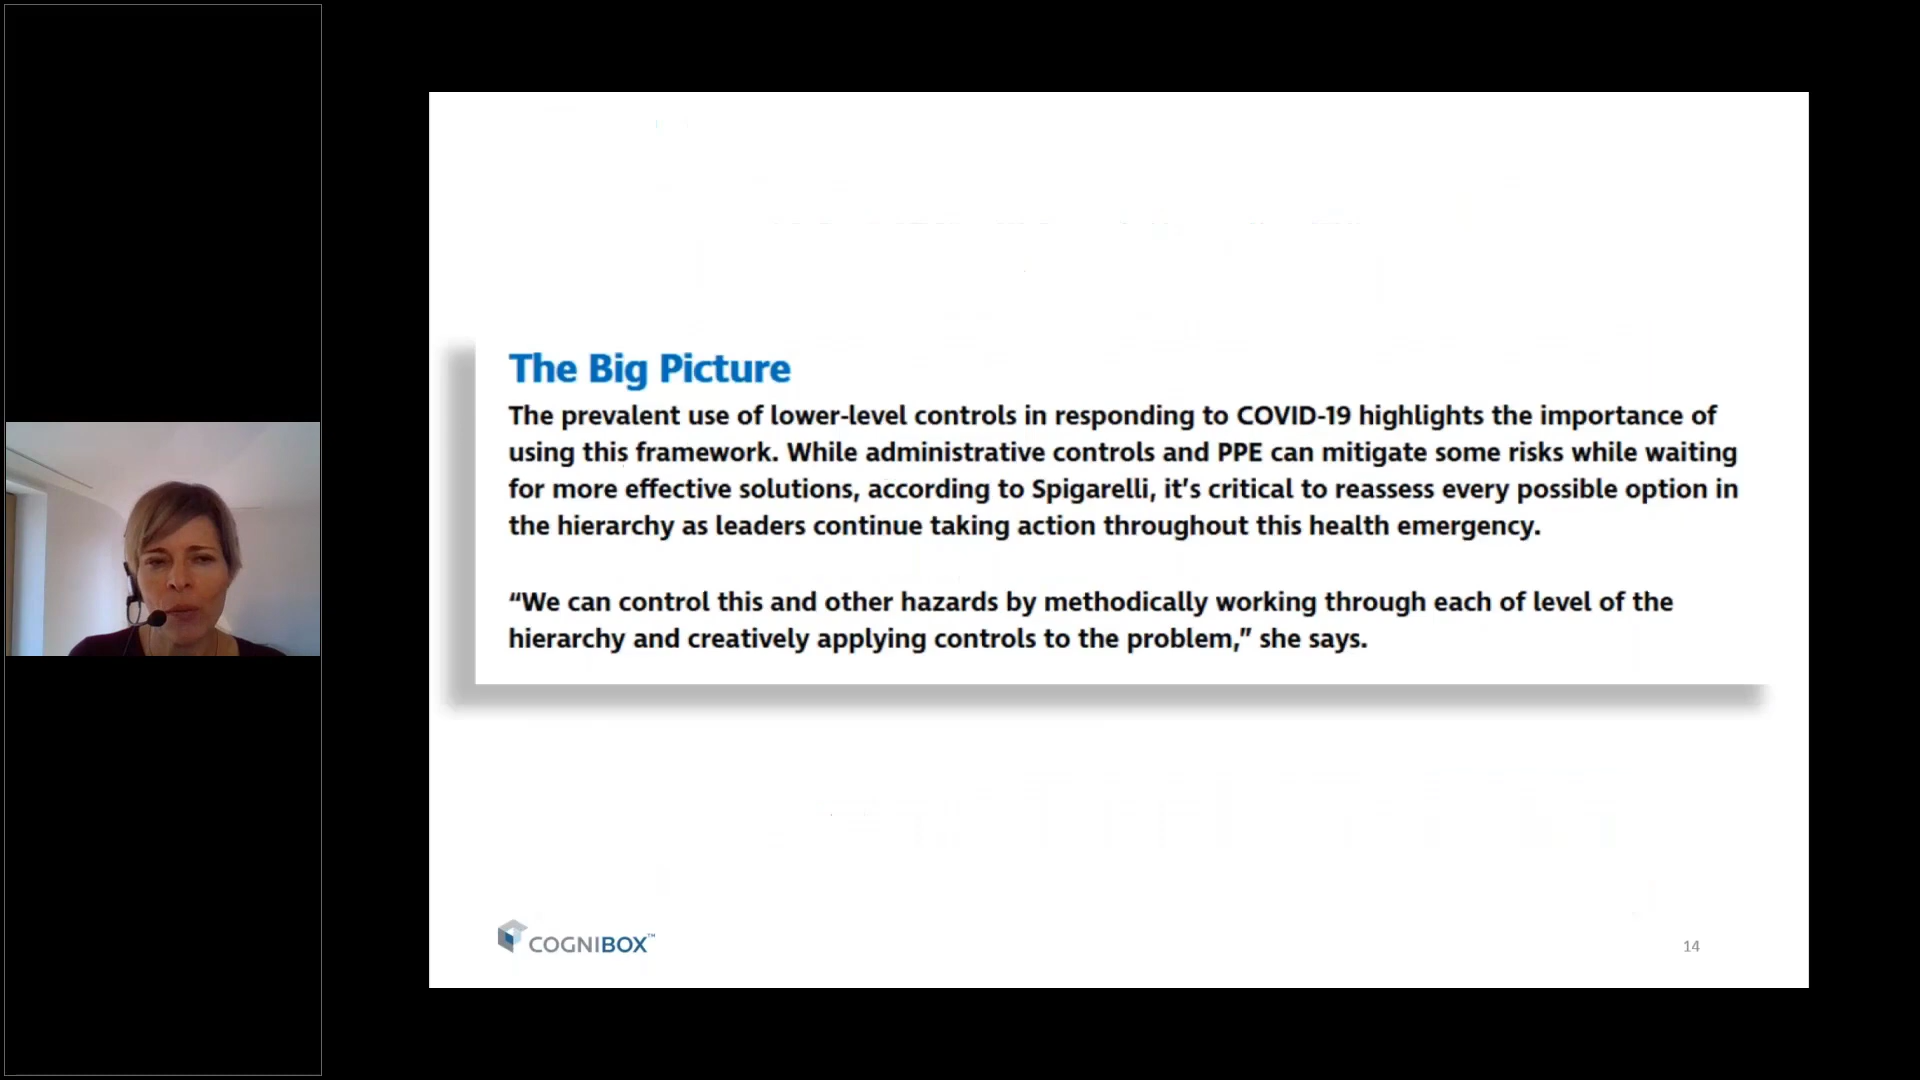 The Big Picture
The prevalent use of lower-level controls in responding to COVID-19 highlights the importance of
using this framework. While administrative controls and PPE can mitigate some risks while waiting
for more effective solutions, according to Spigarelli, it's critical to reassess every possible option in
the hierarchy as leaders continue taking action throughout this health emergency.
“We can control this and other hazards by methodically working through each of level of the
hierarchy and creatively applying controls to the problem,” she says.
COGNIBOX™
14